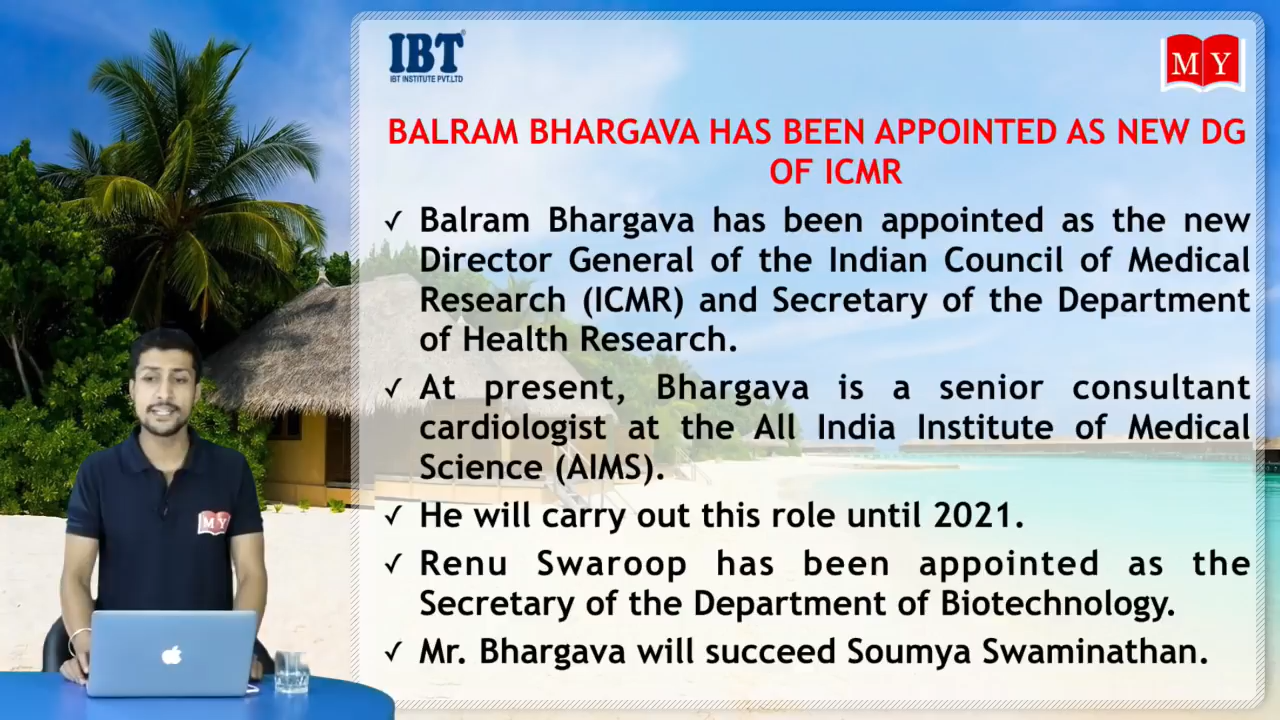 IBT
IBT INSTITUTE PVT.LTD
M Y
BALRAM BHARGAVA HAS BEEN APPOINTED AS NEW DG
OF ICMR
✓ Balram Bhargava has been appointed as the new
Director General of the Indian Council of Medical
Research (ICMR) and Secretary of the Department
of Health Research.
✓ At present, Bhargava is a senior consultant
cardiologist at the All India Institute of Medical
Science (AIMS).
✓ He will carry out this role until 2021.
✓ Renu Swaroop has been appointed as the
Secretary of the Department of Biotechnology.
✓ Mr. Bhargava will succeed Soumya Swaminathan.
MY